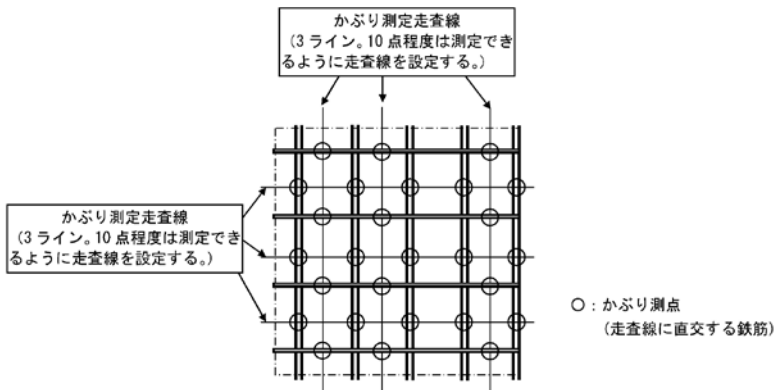 かぶり測定走査線
（3 ライン。10 点程度は測定でき
るように走査線を設定する。）
かぶり測定走査線
（3 ライン。10 点程度は測定でき
るように走査線を設定する。）
○：かぶり測点
（走査線に直交する鉄筋）